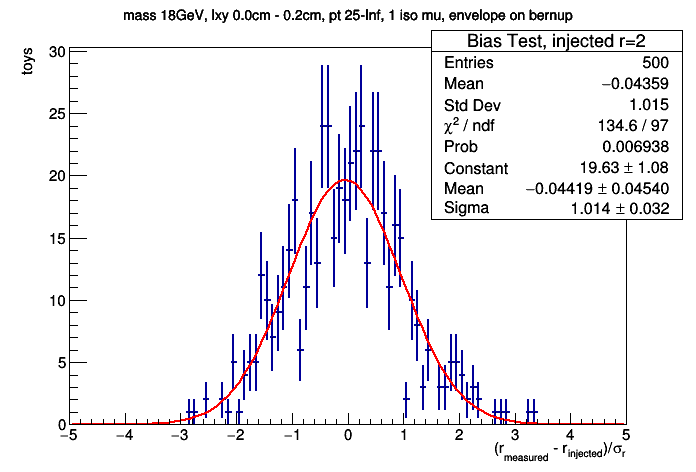 mass 18GeV, lxy 0.0cm - 0.2cm, pt 25-Inf, 1 iso mu, envelope on bernup
Bias Test, injected r=2
Entries 500
Mean −0.04359
Std Dev 1.015
χ² / ndf 134.6 / 97
Prob 0.006938
Constant 19.63 ± 1.08
Mean −0.04419 ± 0.04540
Sigma 1.014 ± 0.032
toys
30
25
20
15
10
5
0
−5 −4 −3 −2 −1 0 1 2 3 4 5
(r_measured - r_injected)/σ_r